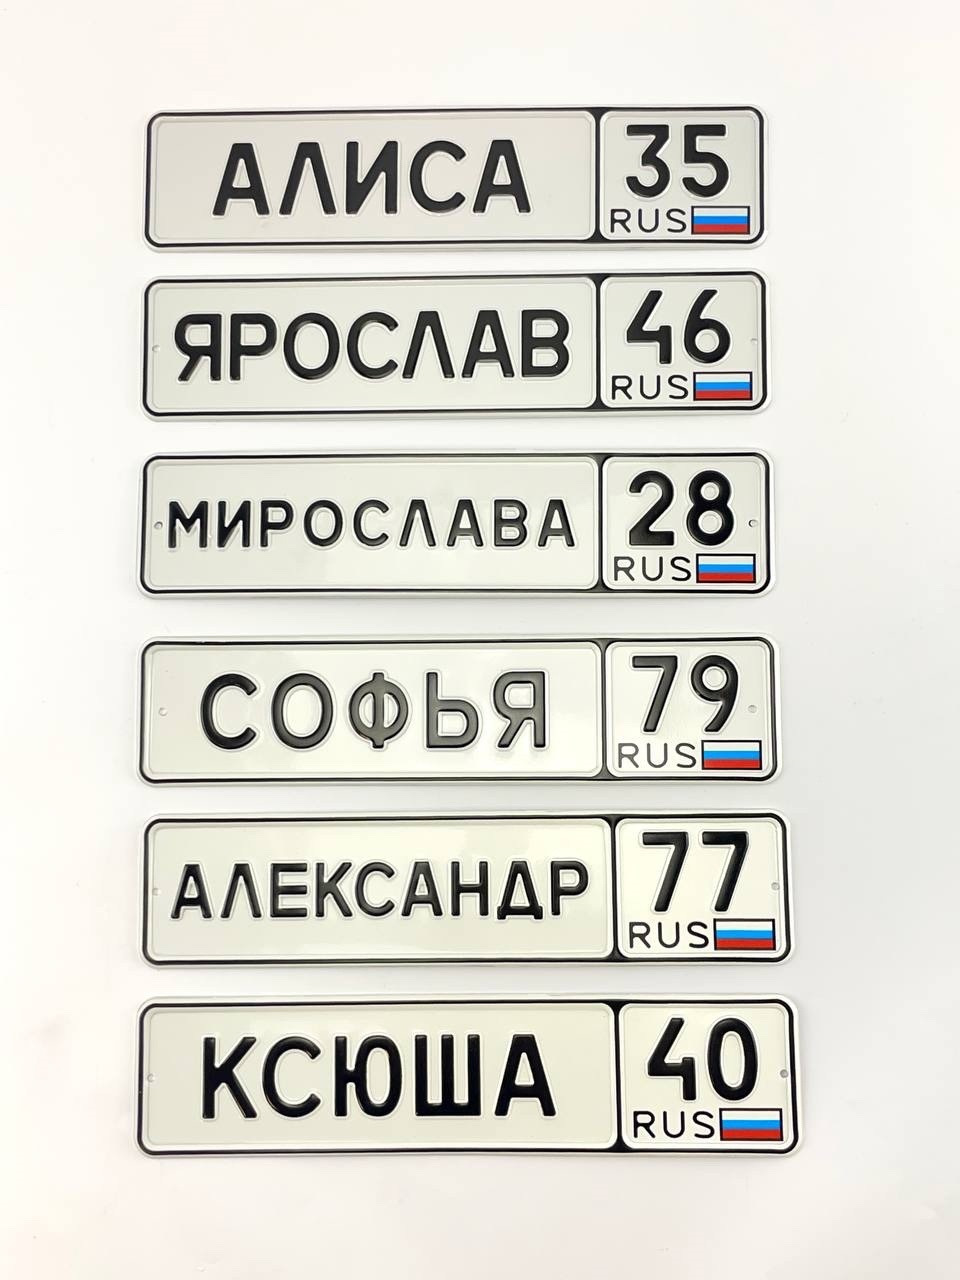 АЛИСА 35
RUS
ЯРОСЛАВ 46
RUS
МИРОСЛАВА 28
RUS
СОФЬЯ 79
RUS
АЛЕКСАНДР 77
RUS
КСЮША 40
RUS